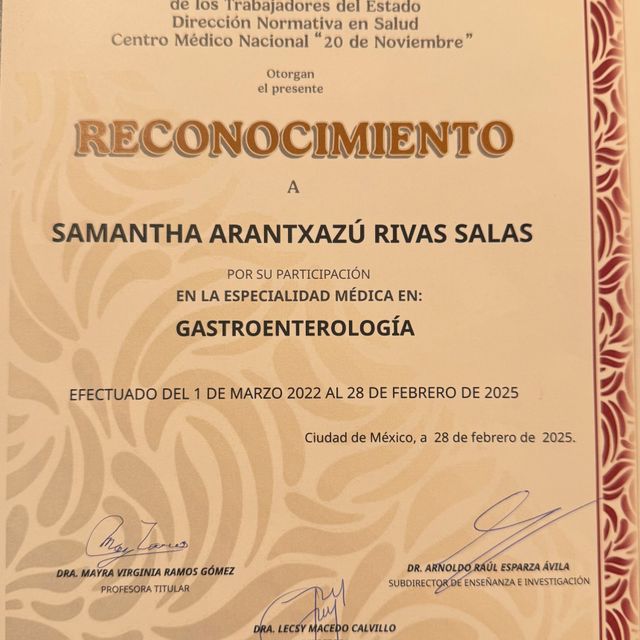 de los Trabajadores del Estado
Dirección Normativa en Salud
Centro Médico Nacional “20 de Noviembre”
Otorgan
el presente
RECONOCIMIENTO
A
SAMANTHA ARANTXAZÚ RIVAS SALAS
POR SU PARTICIPACIÓN
EN LA ESPECIALIDAD MÉDICA EN:
GASTROENTEROLOGÍA
EFECTUADO DEL 1 DE MARZO 2022 AL 28 DE FEBRERO DE 2025
Ciudad de México, a 28 de febrero de 2025.
DRA. MAYRA VIRGINIA RAMOS GÓMEZ
PROFESORA TITULAR
DR. ARNOLDO RAÚL ESPARZA ÁVILA
SUBDIRECTOR DE ENSEÑANZA E INVESTIGACIÓN
DRA. LECSY MACEDO CALVILLO